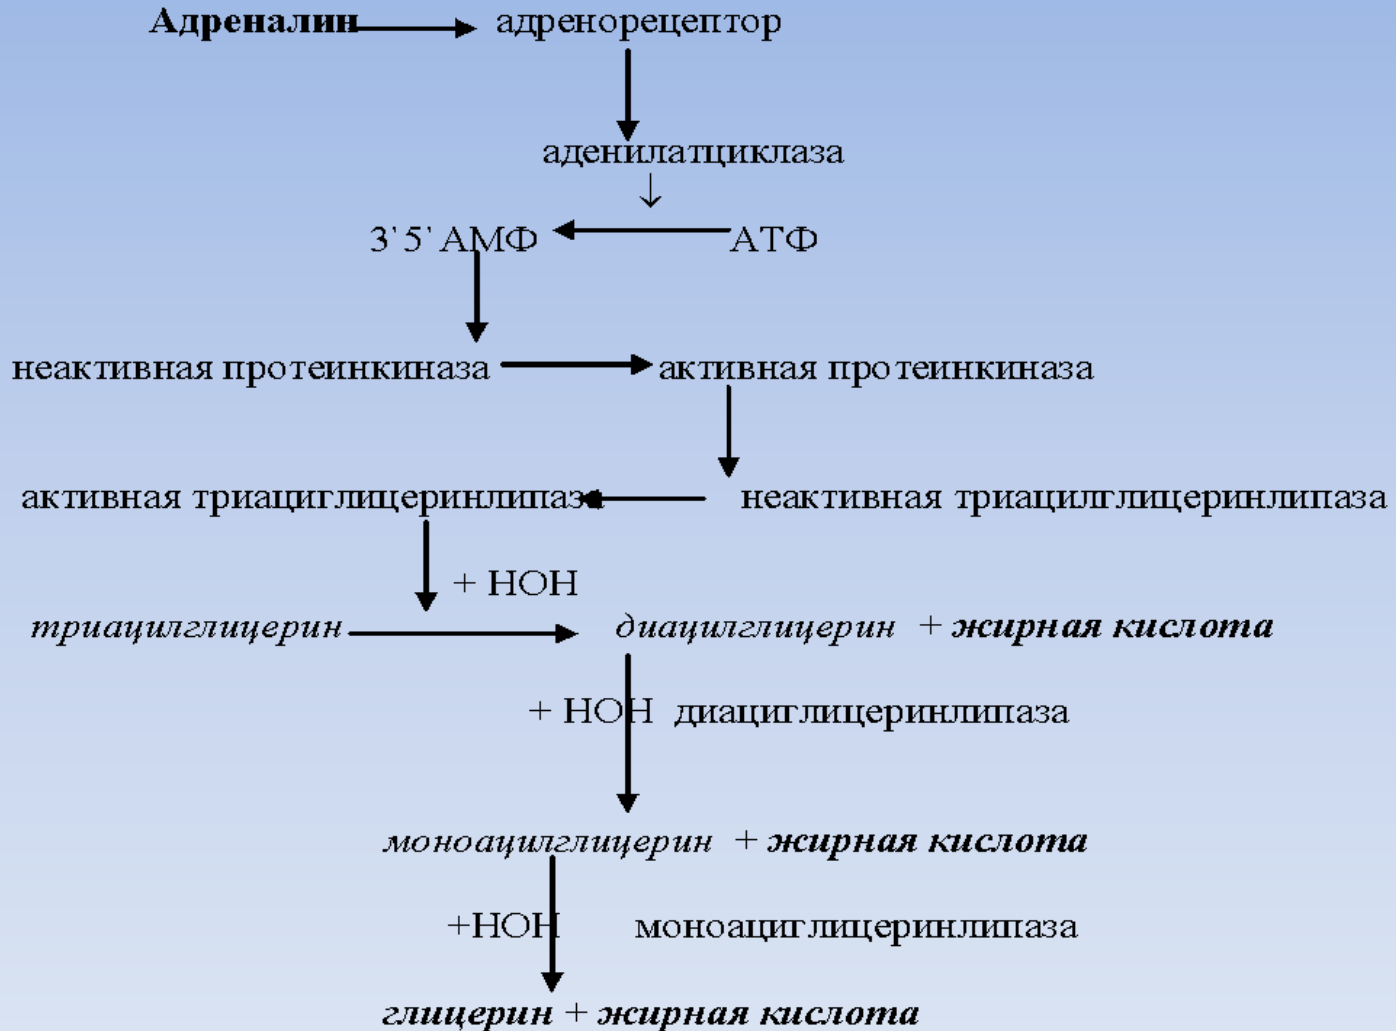 Адреналин адренорецептор
аденилатциклаза
3'5'АМФ АТФ
неактивная протеинкиназа активная протеинкиназа
активная триациглицеринлипаза неактивная триацилглицеринлипаза
+ НОН
триацилглицерин диацилглицерин + жирная кислота
+ НОН диациглицеринлипаза
моноацилглицерин + жирная кислота
+НОН моноациглицеринлипаза
глицерин + жирная кислота